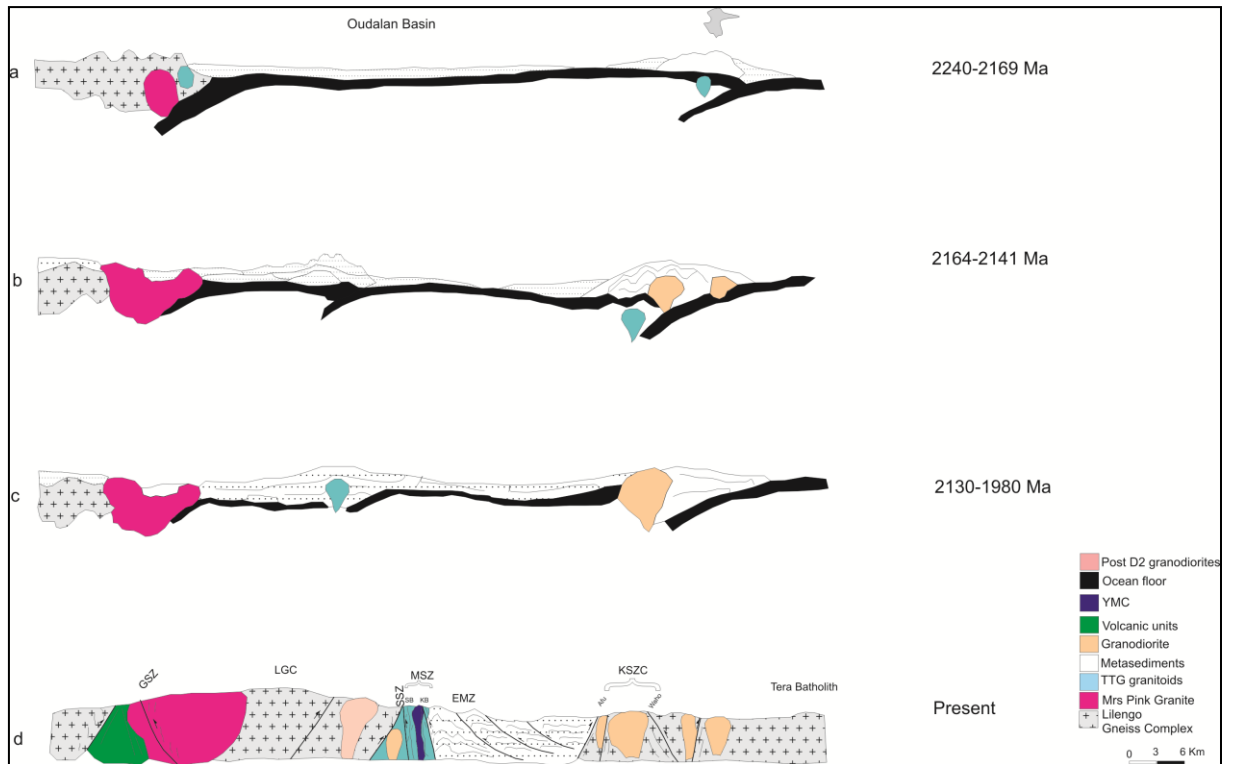 Oudalan Basin
a
2240-2169 Ma
b
2164-2141 Ma
c
2130-1980 Ma
Post D2 granodiorites
Ocean floor
YMC
Volcanic units
Granodiorite
Metasediments
TTG granitoids
Mrs Pink Granite
Lilengo
Gneiss Complex
0 3 6 Km
GSZ
LGC
SSZ
MSZ
SB KB
EMZ
KSZC
Afu
Tera Batholith
Present
d